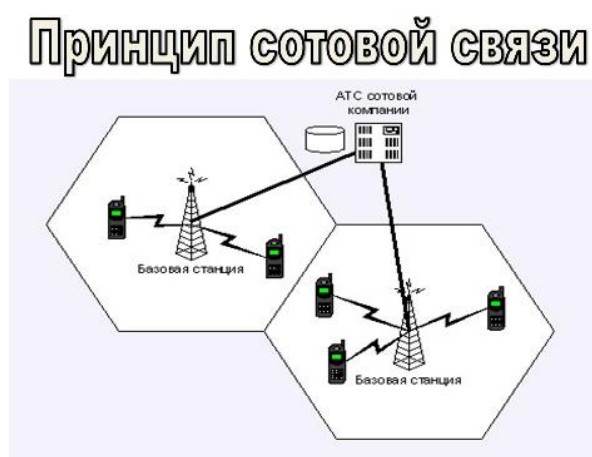 Принцип сотовой связи
АТС сотовой
компании
Базовая станция
Базовая станция